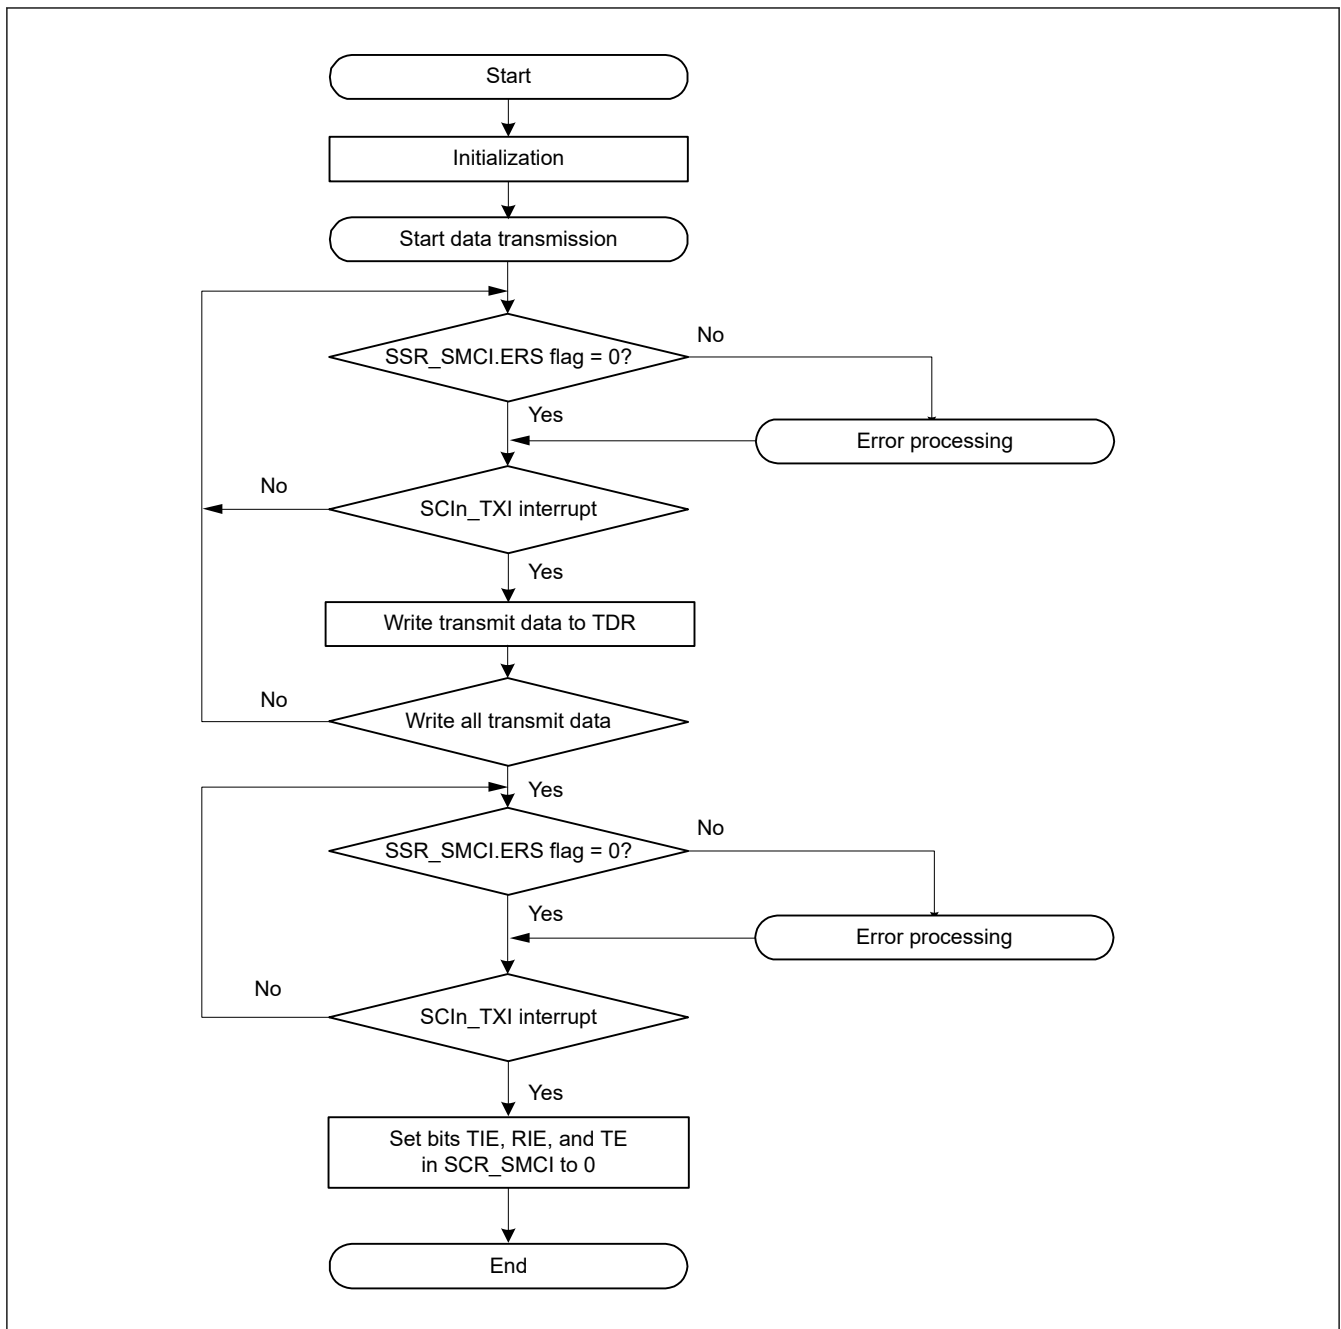 Start
Initialization
Start data transmission
SSR_SMCI.ERS flag = 0?
No
Yes
Error processing
No
SCIn_TXI interrupt
Yes
Write transmit data to TDR
No
Write all transmit data
Yes
SSR_SMCI.ERS flag = 0?
No
Yes
Error processing
No
SCIn_TXI interrupt
Yes
Set bits TIE, RIE, and TE
in SCR_SMCI to 0
End